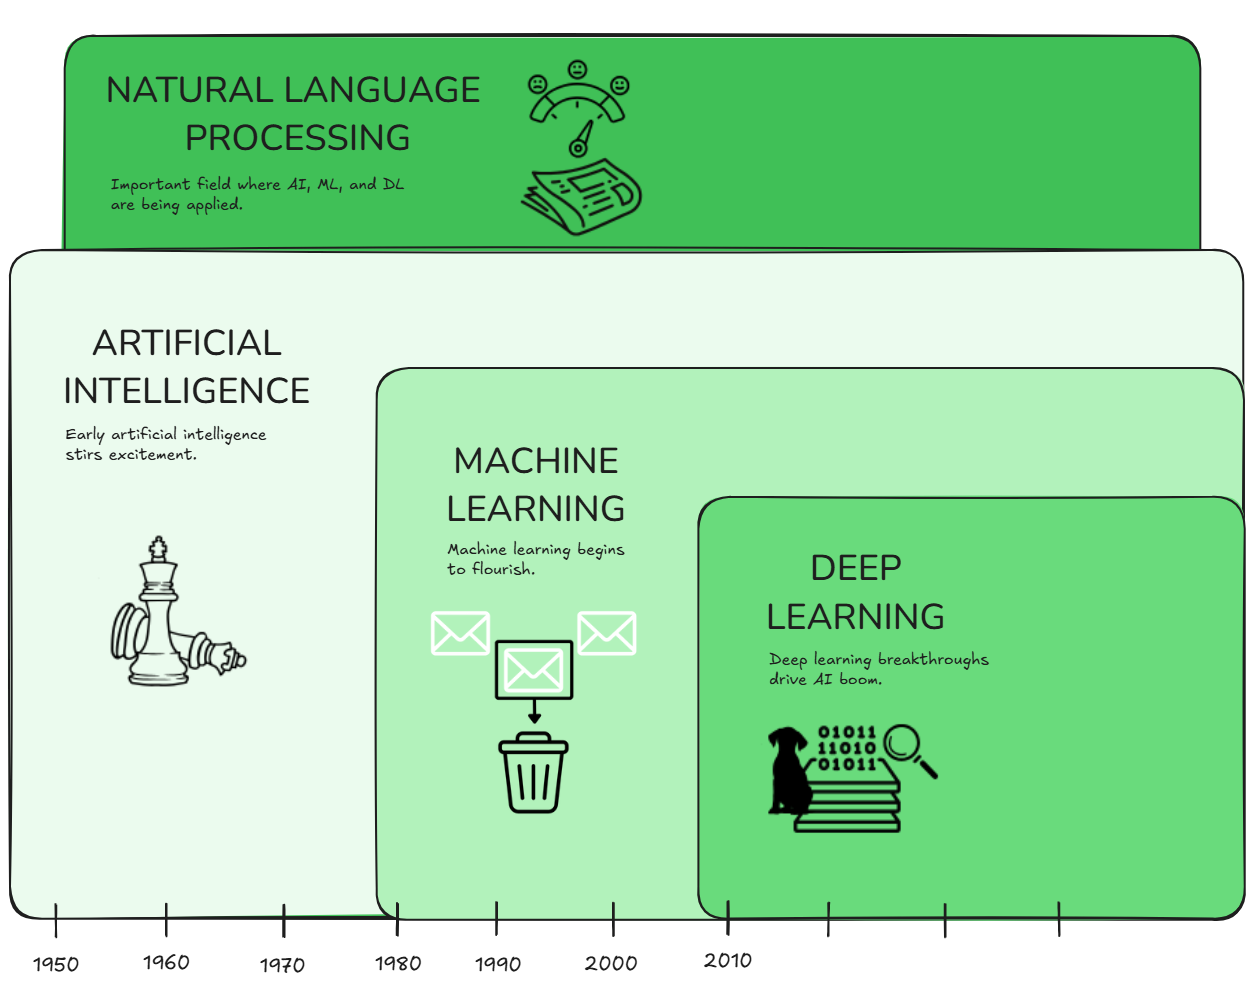 NATURAL LANGUAGE
PROCESSING
Important field where AI, ML, and DL
are being applied.
ARTIFICIAL
INTELLIGENCE
Early artificial intelligence
stirs excitement.
MACHINE
LEARNING
Machine learning begins
to flourish.
DEEP
LEARNING
Deep learning breakthroughs
drive AI boom.
01011
11010
01011
1950 1960 1970 1980 1990 2000 2010